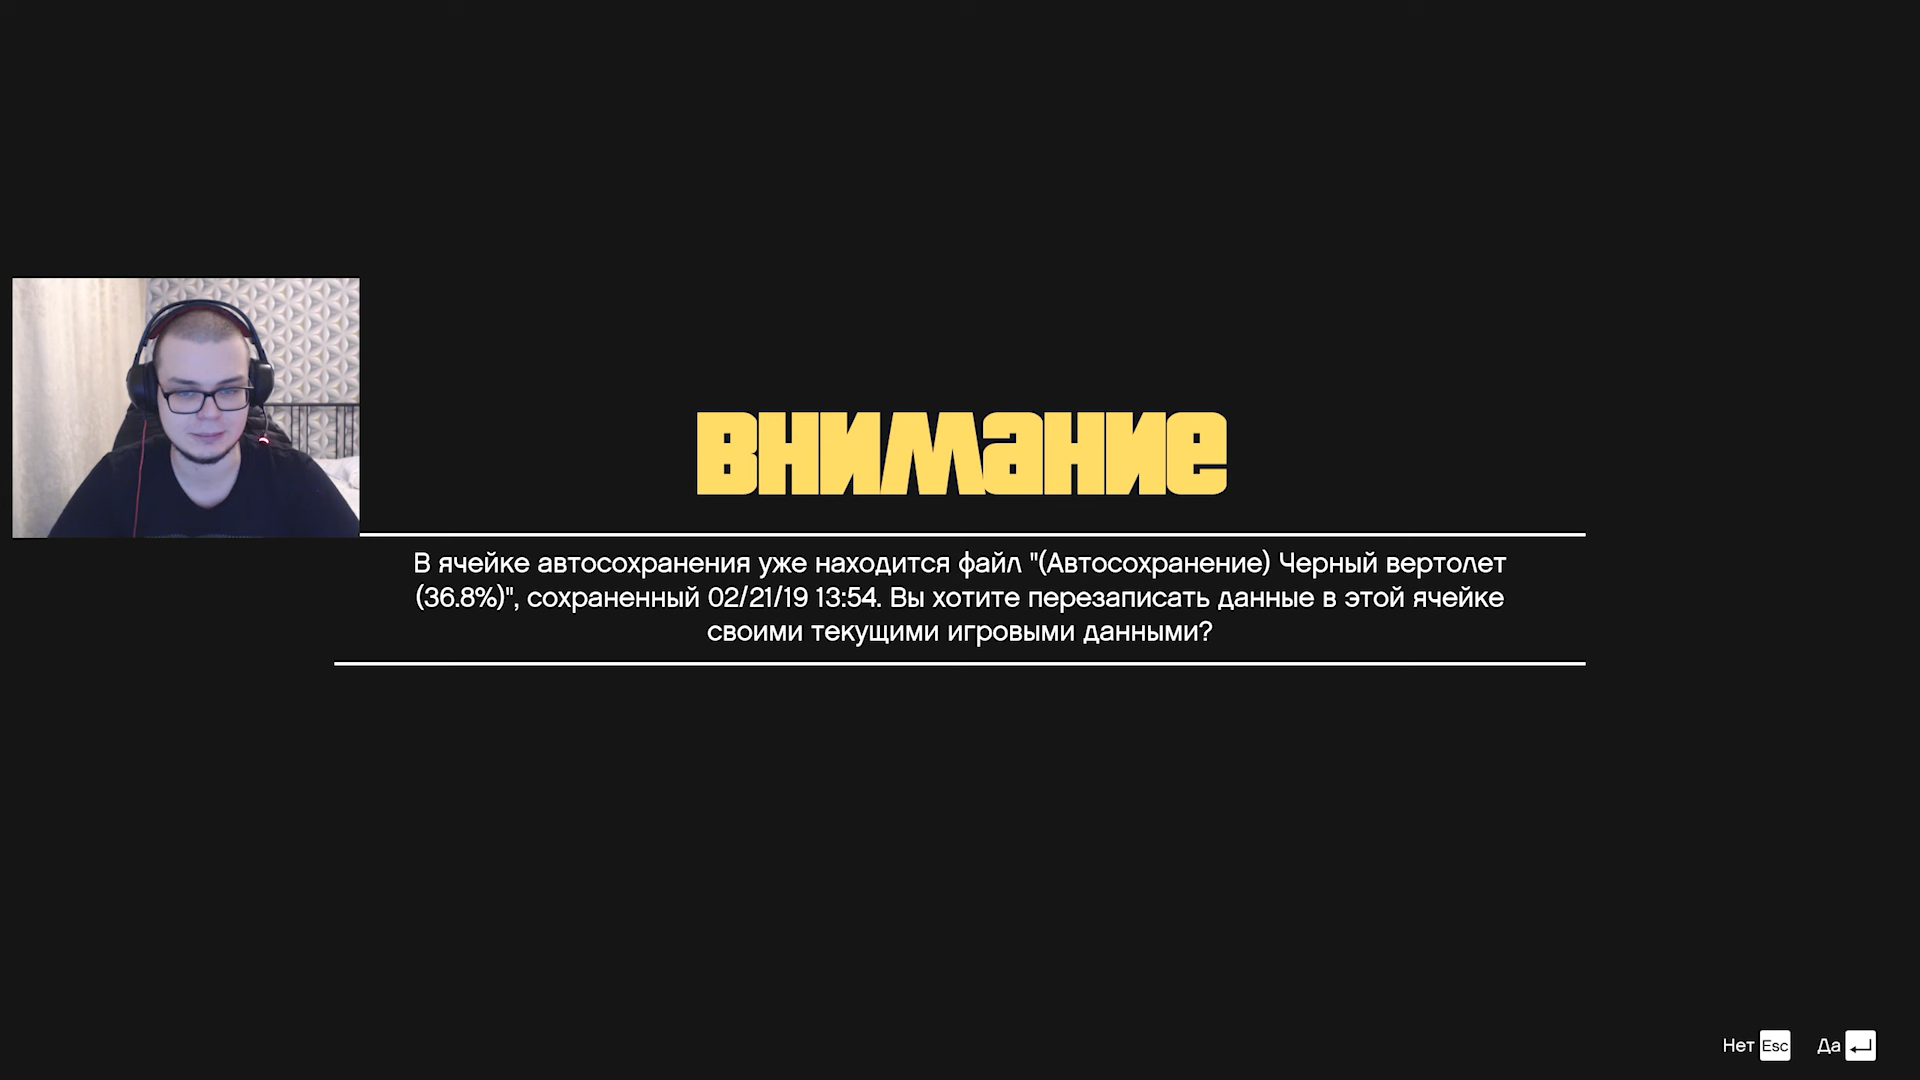 внимание
В ячейке автосохранения уже находится файл "(Автосохранение) Черный вертолет
(36.8%)", сохраненный 02/21/19 13:54. Вы хотите перезаписать данные в этой ячейке
своими текущими игровыми данными?
Нет Esc Да